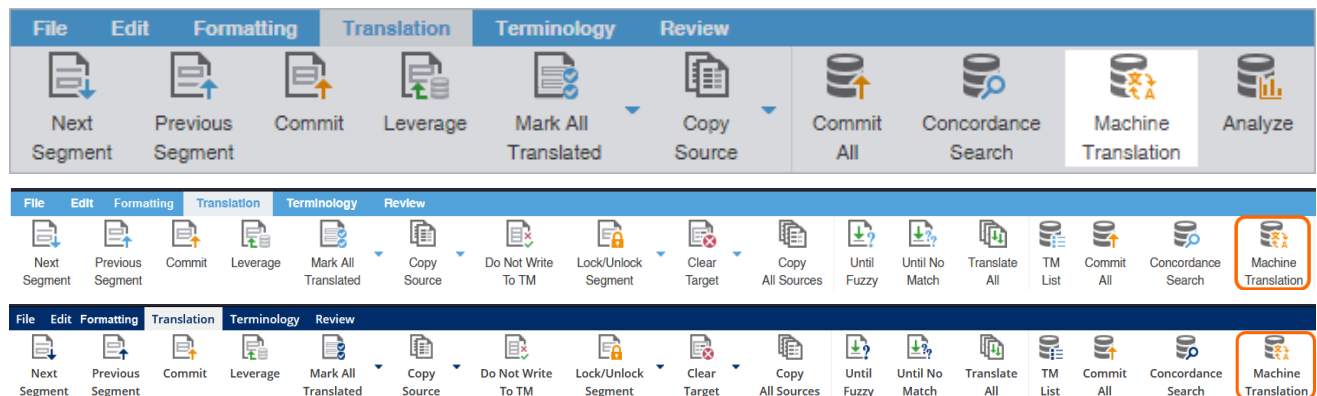 File Edit Formatting Translation Terminology Review
Next Previous Commit Leverage Mark All Copy Commit Concordance Machine Analyze
Segment Segment Translated Source All Search Translation
File Edit Formatting Translation Terminology Review
Next Previous Commit Leverage Mark All Copy Do Not Write Lock/Unlock Clear Copy Until Until No Translate TM Commit Concordance Machine
Segment Segment Translated Source To TM Segment Target All Sources Fuzzy Match All List All Search Translation
File Edit Formatting Translation Terminology Review
Next Previous Commit Leverage Mark All Copy Do Not Write Lock/Unlock Clear Copy Until Until No Translate TM Commit Concordance Machine
Segment Segment Translated Source To TM Segment Target All Sources Fuzzy Match All List All Search Translation